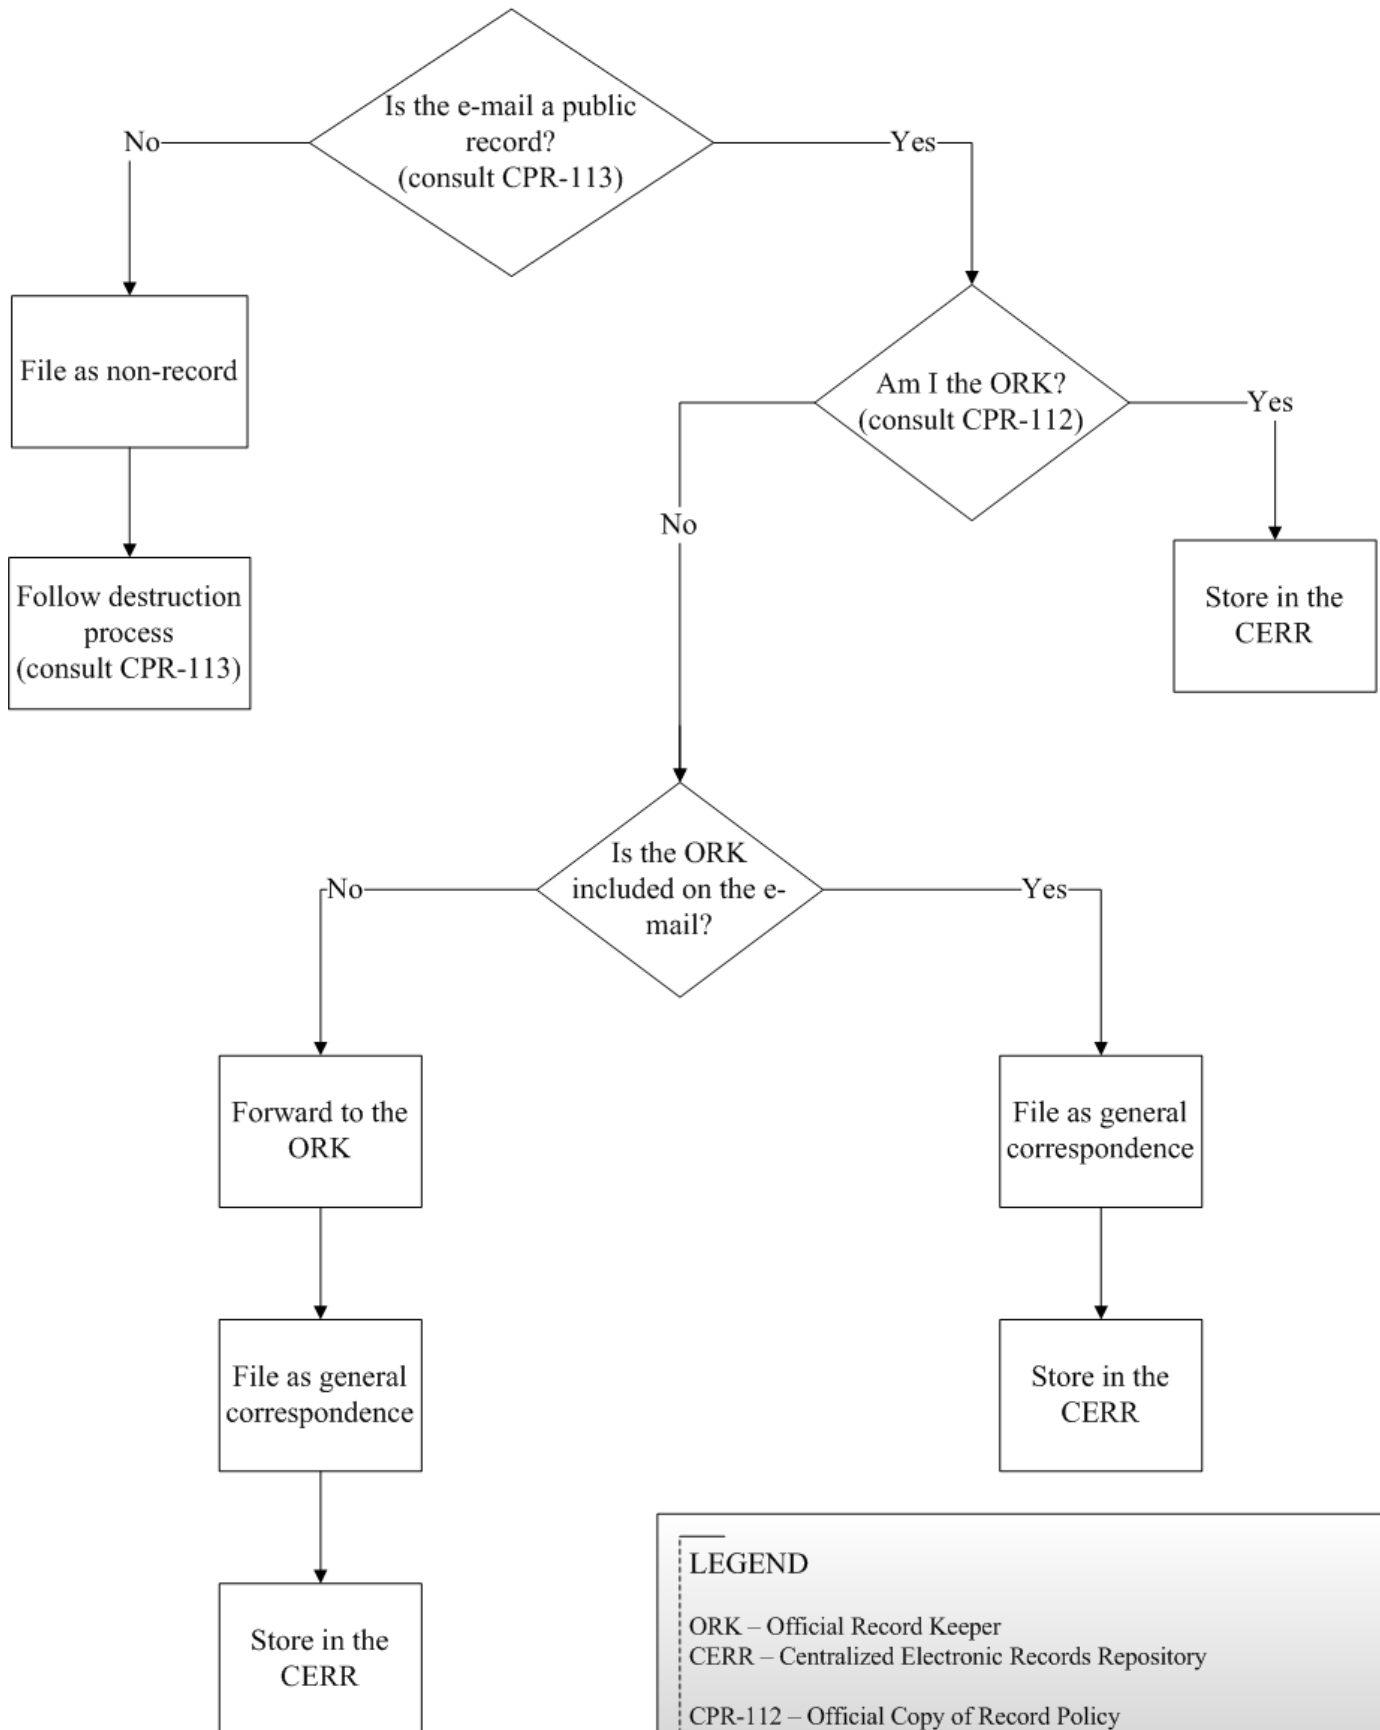 Is the e-mail a public
record?
(consult CPR-113)
No
Yes
File as non-record
Am I the ORK?
(consult CPR-112)
Yes
No
Follow destruction
process
(consult CPR-113)
Store in the
CERR
Is the ORK
included on the e-
mail?
No
Yes
Forward to the
ORK
File as general
correspondence
File as general
correspondence
Store in the
CERR
Store in the
CERR
LEGEND
ORK – Official Record Keeper
CERR – Centralized Electronic Records Repository
CPR-112 – Official Copy of Record Policy